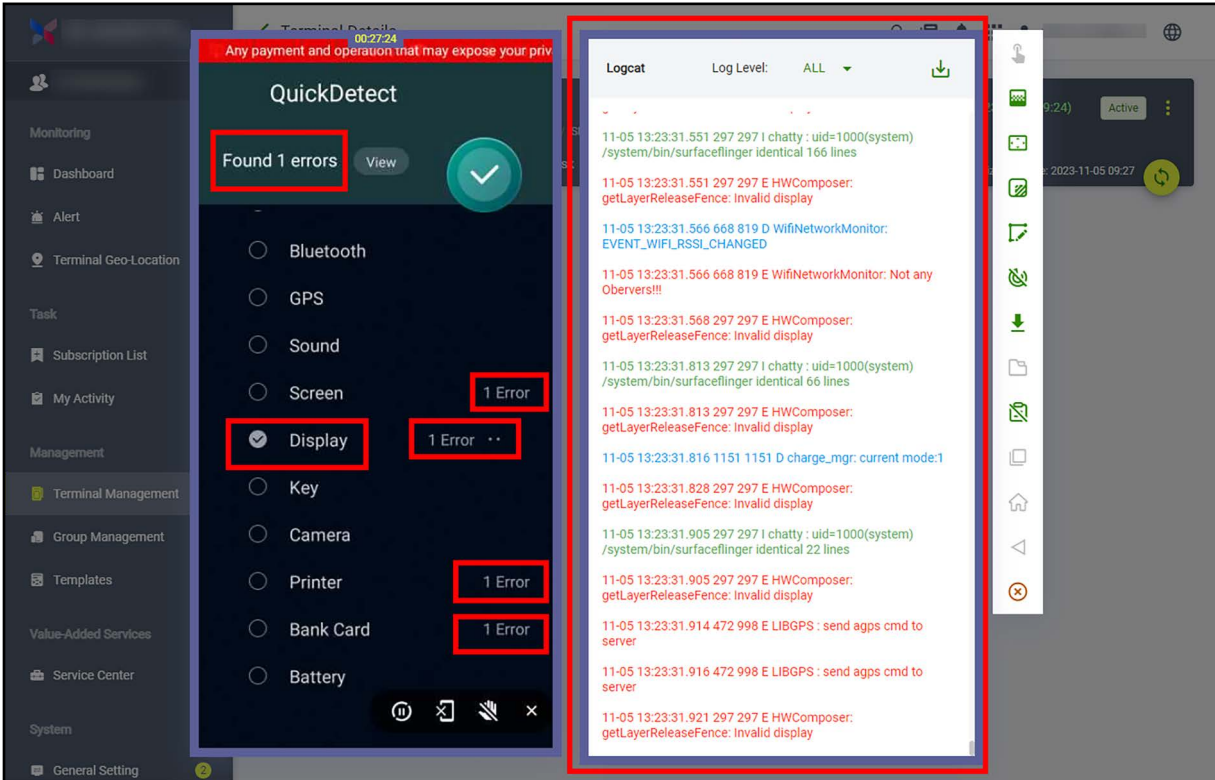 Terminal Details
00:27:24
Any payment and operation that may expose your priv
QuickDetect
Found 1 errors
View
Bluetooth
GPS
Sound
Screen
1 Error
Display
1 Error
Key
Camera
Printer
1 Error
Bank Card
1 Error
Battery
Monitoring
Dashboard
Alert
Terminal Geo-Location
Task
Subscription List
My Activity
Management
Terminal Management
Group Management
Templates
Value-Added Services
Service Center
System
General Setting
2
Logcat
Log Level:
ALL
11-05 13:23:31.551 297 297 I chatty : uid=1000(system)
/system/bin/surfaceflinger identical 166 lines
11-05 13:23:31.551 297 297 E HWComposer:
getLayerReleaseFence: Invalid display
11-05 13:23:31.566 668 819 D WifiNetworkMonitor:
EVENT_WIFI_RSSI_CHANGED
11-05 13:23:31.566 668 819 E WifiNetworkMonitor: Not any
Obervers!!!
11-05 13:23:31.568 297 297 E HWComposer:
getLayerReleaseFence: Invalid display
11-05 13:23:31.813 297 297 I chatty : uid=1000(system)
/system/bin/surfaceflinger identical 66 lines
11-05 13:23:31.813 297 297 E HWComposer:
getLayerReleaseFence: Invalid display
11-05 13:23:31.816 1151 1151 D charge_mgr: current mode:1
11-05 13:23:31.828 297 297 E HWComposer:
getLayerReleaseFence: Invalid display
11-05 13:23:31.905 297 297 I chatty : uid=1000(system)
/system/bin/surfaceflinger identical 22 lines
11-05 13:23:31.905 297 297 E HWComposer:
getLayerReleaseFence: Invalid display
11-05 13:23:31.914 472 998 E LIBGPS : send agps cmd to
server
11-05 13:23:31.916 472 998 E LIBGPS : send agps cmd to
server
11-05 13:23:31.921 297 297 E HWComposer:
getLayerReleaseFence: Invalid display
9:24)
Active
e: 2023-11-05 09:27